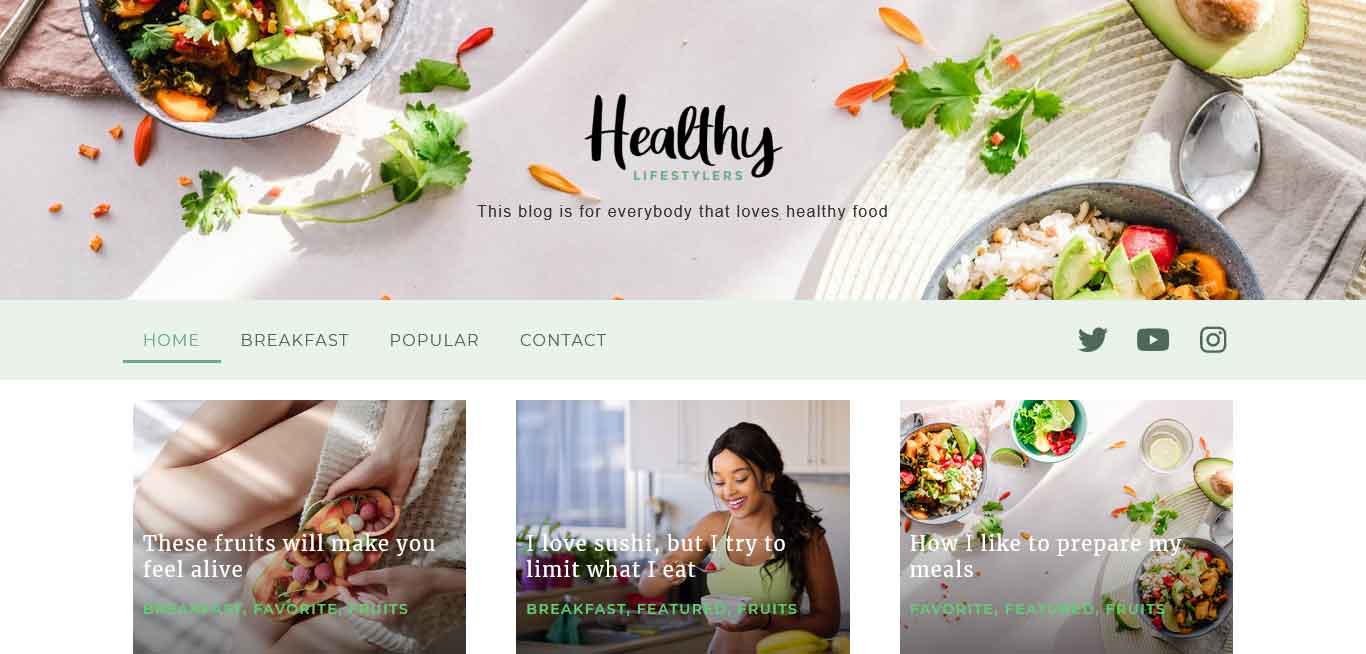 Healthy
LIFESTYLERS
This blog is for everybody that loves healthy food
HOME BREAKFAST POPULAR CONTACT
These fruits will make you
feel alive
BREAKFAST, FAVORITE, FRUITS
I love sushi, but I try to
limit what I eat
BREAKFAST, FEATURED, FRUITS
How I like to prepare my
meals
FAVORITE, FEATURED, FRUITS